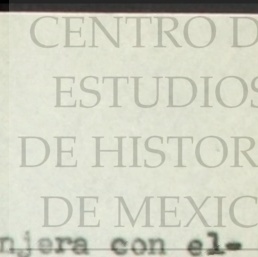 CENTRO D
ESTUDIOS
DE HISTOR
DE MEXIC
njera con el-